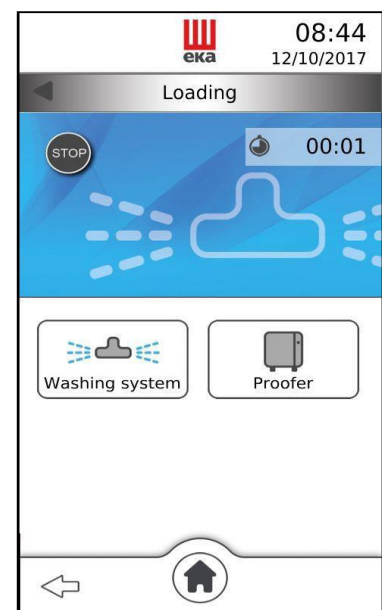 eka
08:44
12/10/2017
Loading
STOP
00:01
Washing system
Proofer